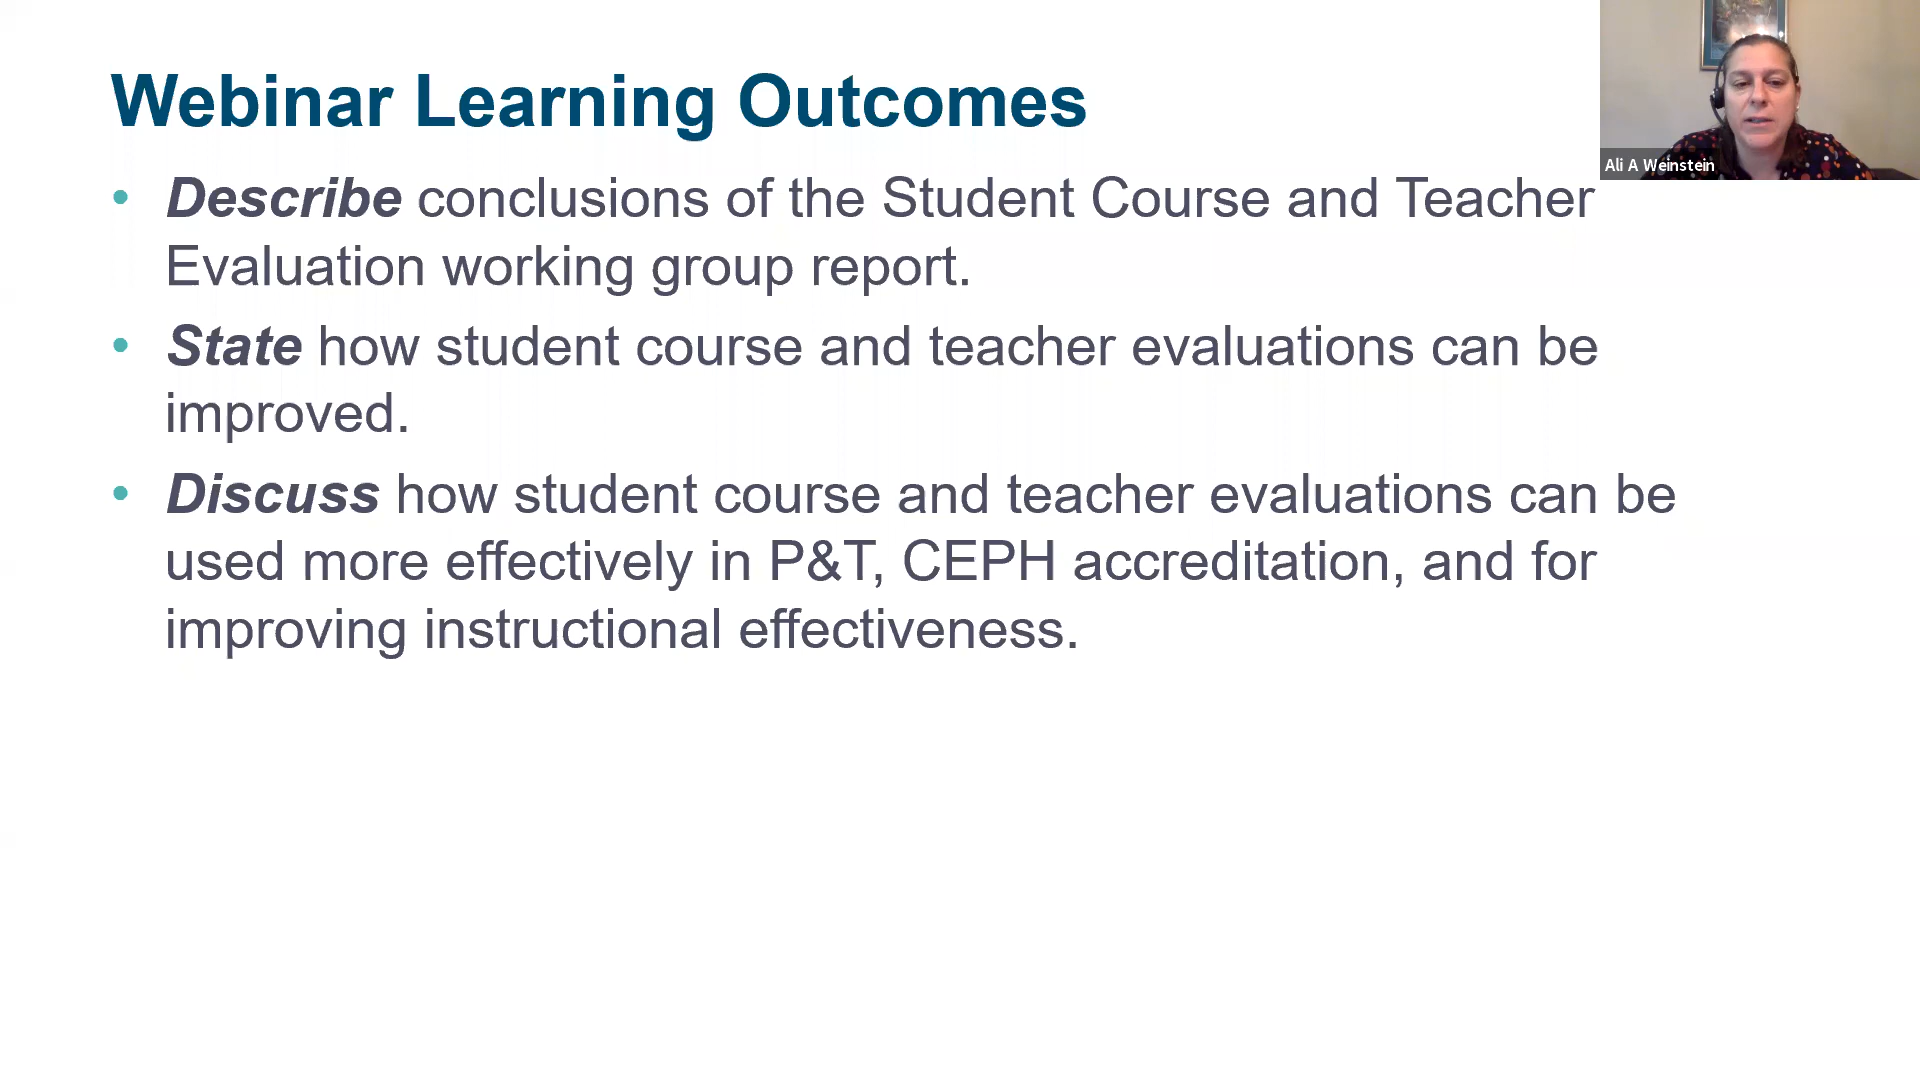 Webinar Learning Outcomes
Ali A Weinstein
• Describe conclusions of the Student Course and Teacher
Evaluation working group report.
• State how student course and teacher evaluations can be
improved.
• Discuss how student course and teacher evaluations can be
used more effectively in P&T, CEPH accreditation, and for
improving instructional effectiveness.